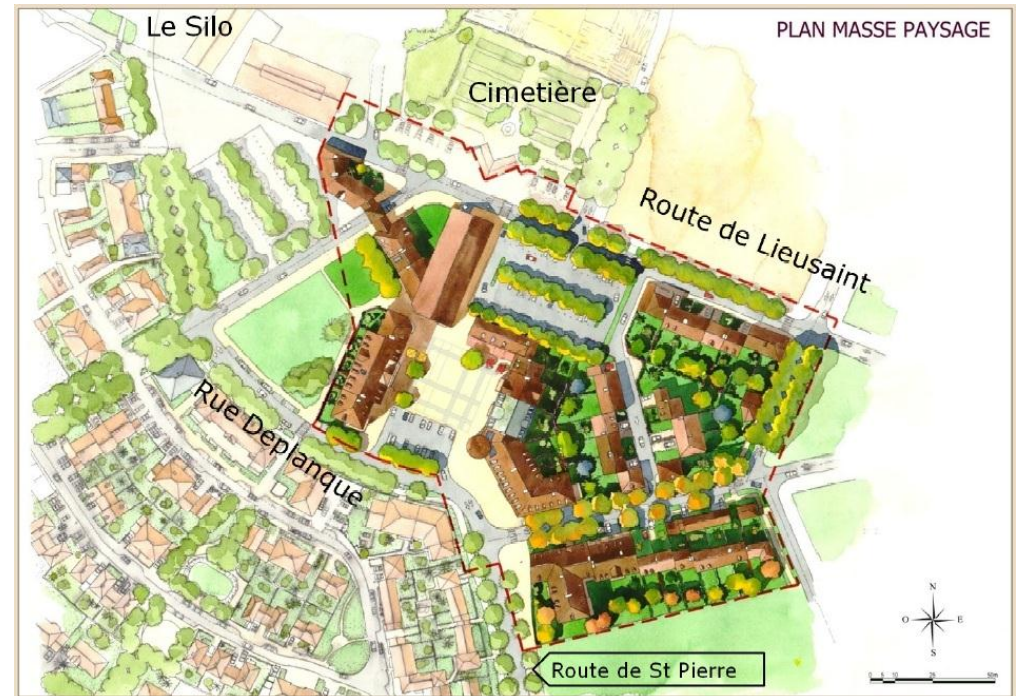 Le Silo
PLAN MASSE PAYSAGE
Cimetière
Route de Lieusaint
Rue Deplanque
Route de St Pierre
N
O
E
S